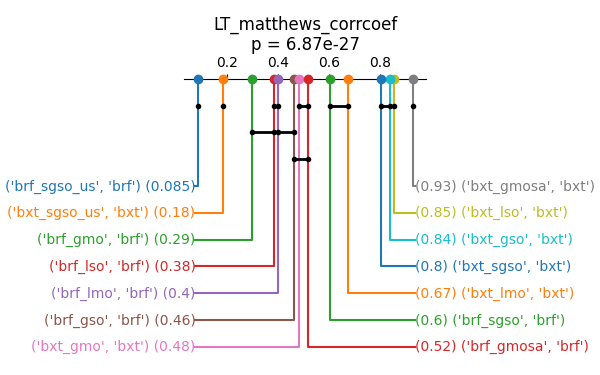 LT_matthews_corrcoef
p = 6.87e-27
0.2 0.4 0.6 0.8
('brf_sgso_us', 'brf') (0.085) (0.93) ('bxt_gmosa', 'bxt')
('bxt_sgso_us', 'bxt') (0.18) (0.85) ('bxt_lso', 'bxt')
('brf_gmo', 'brf') (0.29) (0.84) ('bxt_gso', 'bxt')
('brf_lso', 'brf') (0.38) (0.8) ('bxt_sgso', 'bxt')
('brf_lmo', 'brf') (0.4) (0.67) ('bxt_lmo', 'bxt')
('brf_gso', 'brf') (0.46) (0.6) ('brf_sgso', 'brf')
('bxt_gmo', 'bxt') (0.48) (0.52) ('brf_gmosa', 'brf')